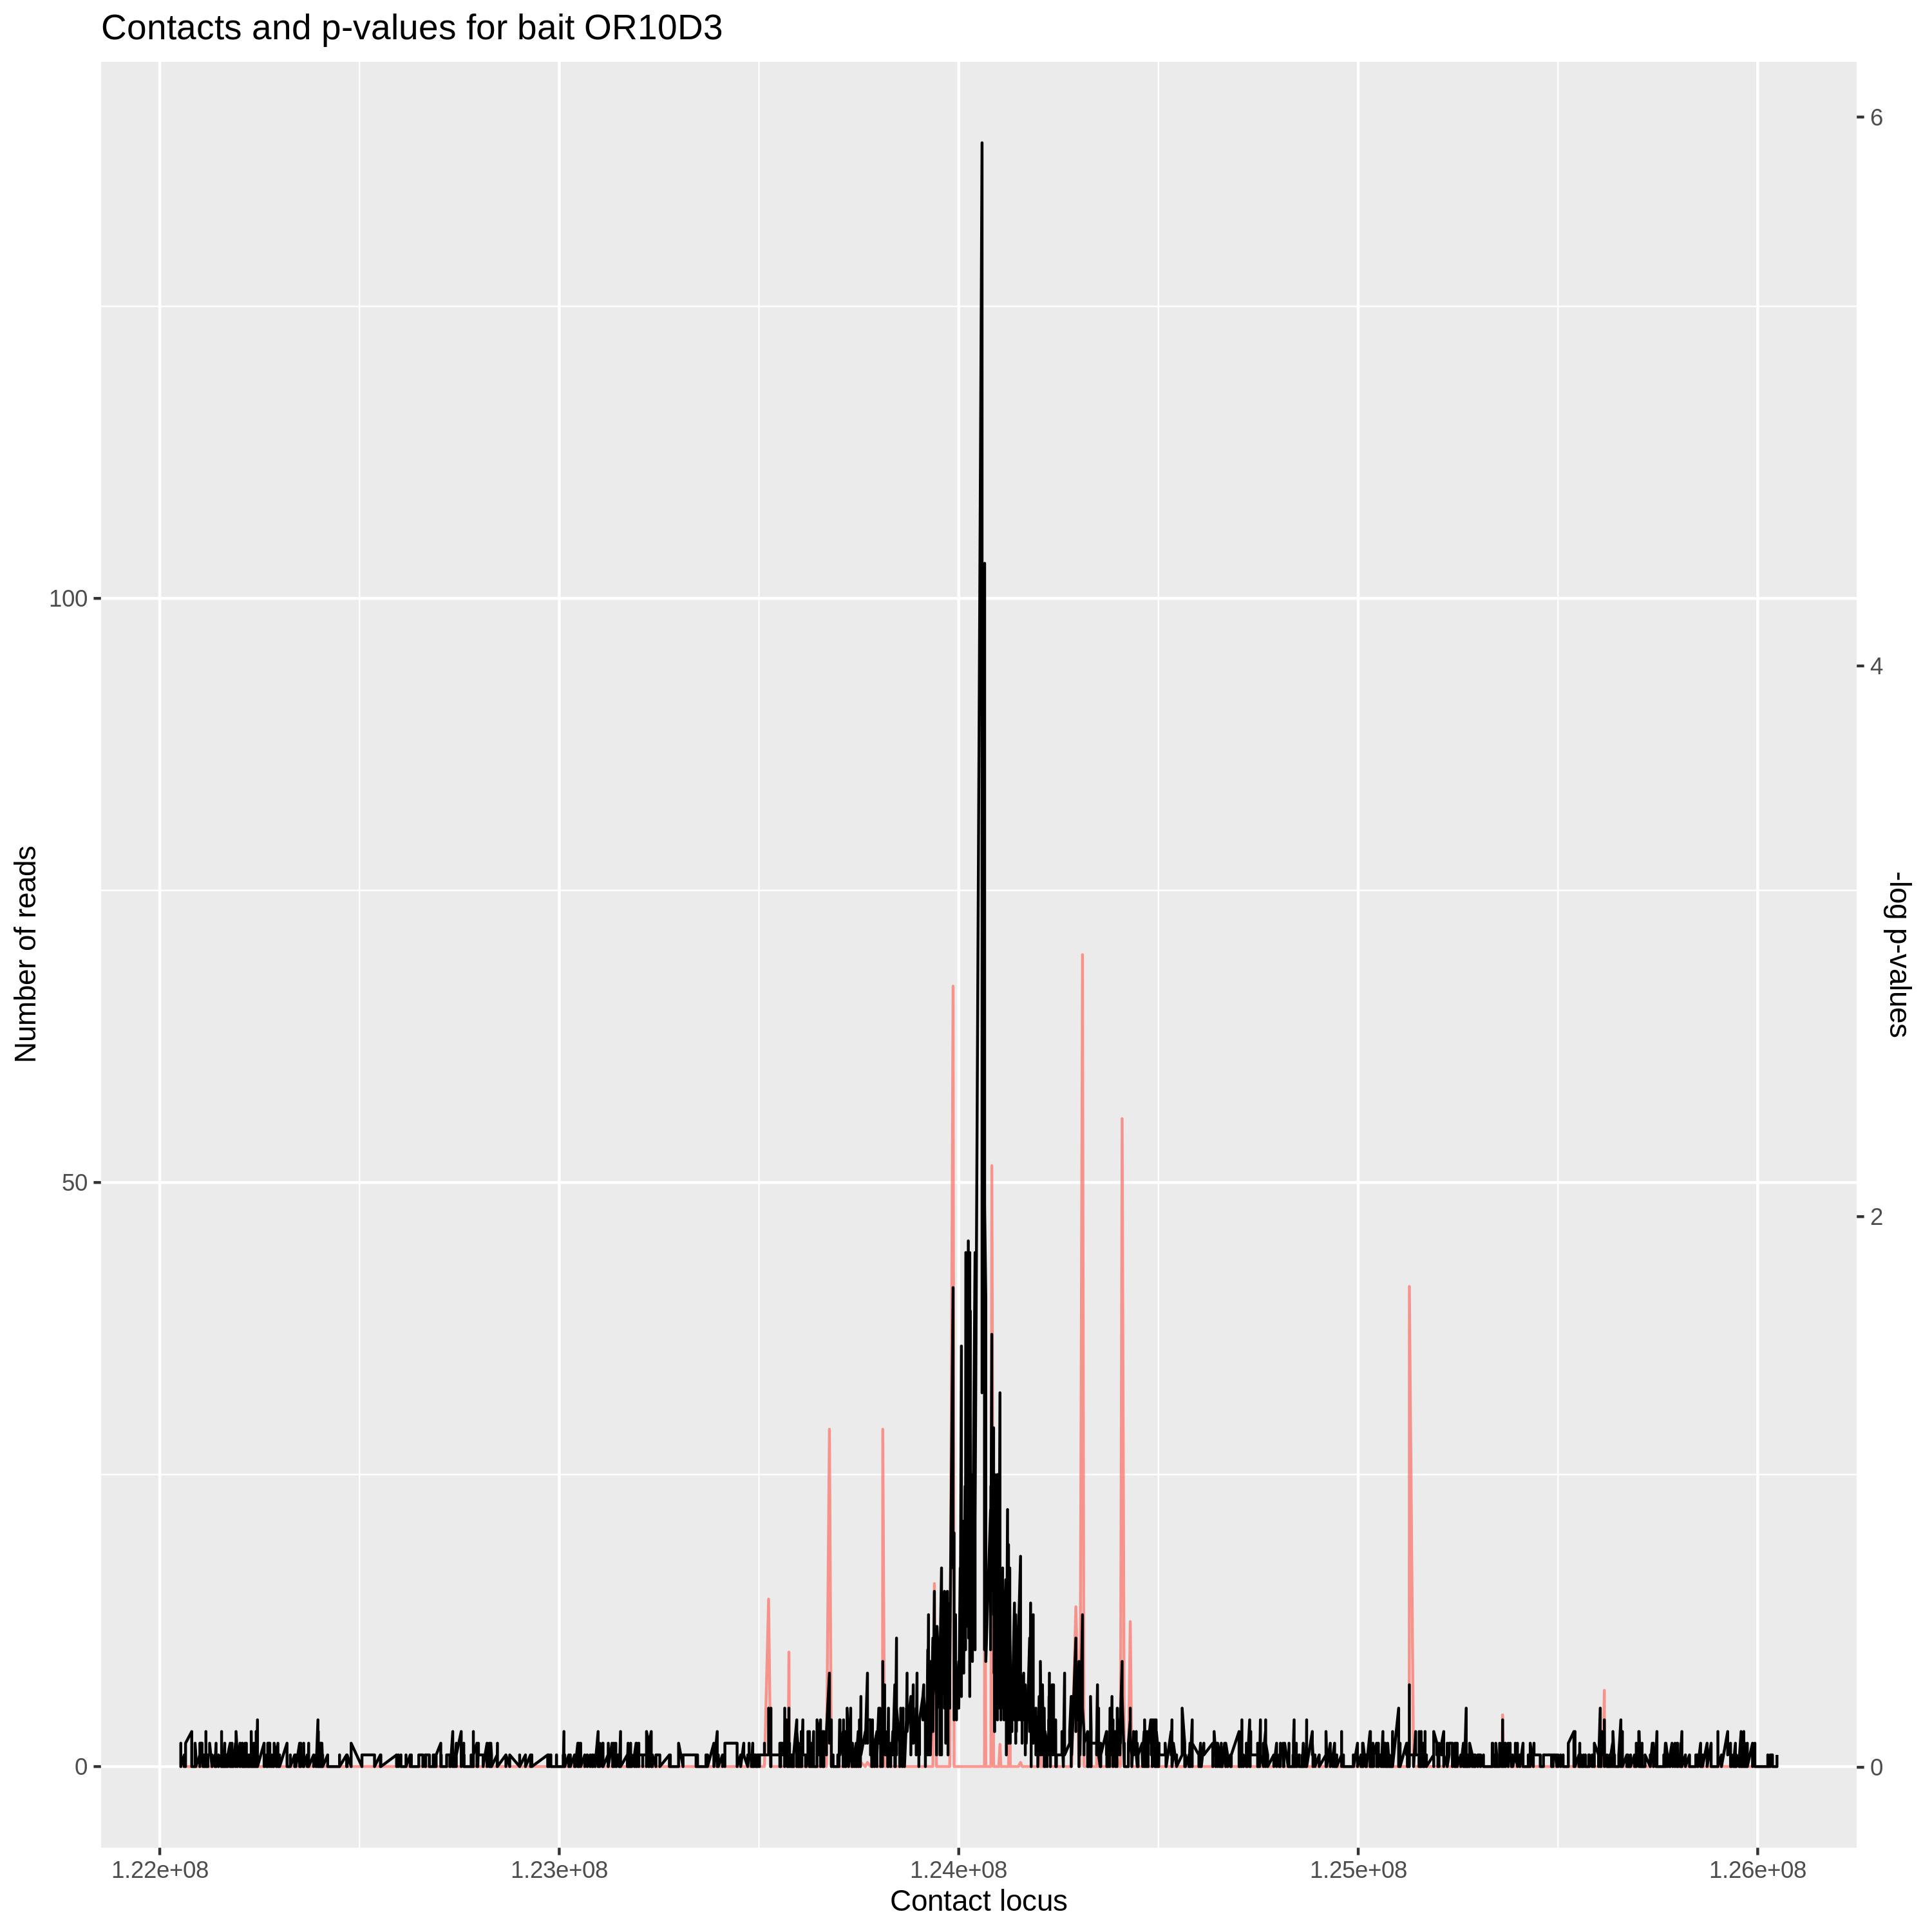 Contacts and p-values for bait OR10D3
Number of reads
100
50
0
6
4
2
0
-log p-values
1.22e+08
1.23e+08
1.24e+08
1.25e+08
1.26e+08
Contact locus